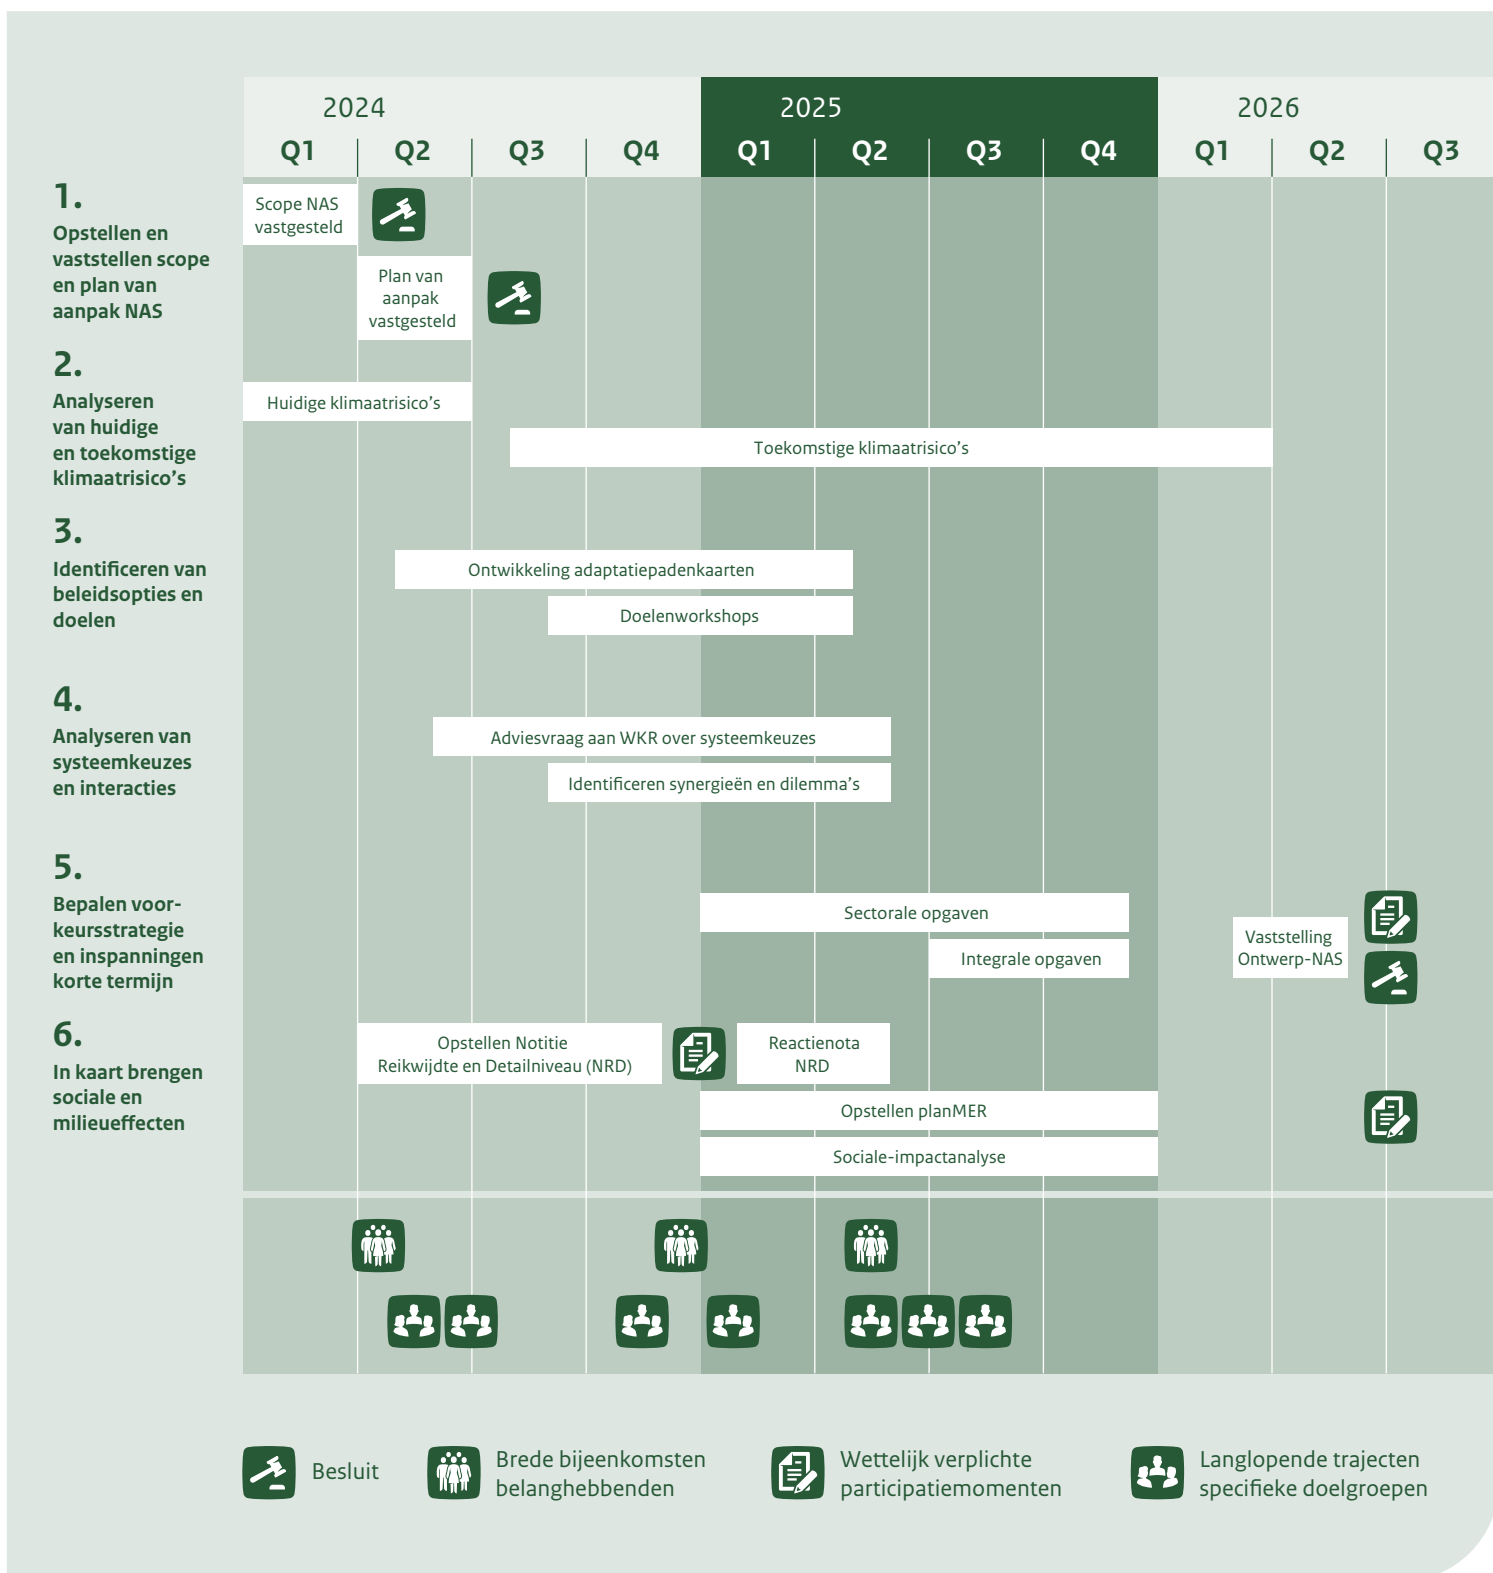 2024
2025
2026
Q1
Q2
Q3
Q4
Q1
Q2
Q3
Q4
Q1
Q2
Q3
1.
Opstellen en
vaststellen scope
en plan van
aanpak NAS
Scope NAS
vastgesteld
Plan van
aanpak
vastgesteld
2.
Analyseren
van huidige
en toekomstige
klimaatrisico’s
Huidige klimaatrisico’s
Toekomstige klimaatrisico’s
3.
Identificeren van
beleidsopties en
doelen
Ontwikkeling adaptatiepadenkaarten
Doelenworkshops
4.
Analyseren van
systeemkeuzes
en interacties
Adviesvraag aan WKR over systeemkeuzes
Identificeren synergieën en dilemma’s
5.
Bepalen voor-
keursstrategie
en inspanningen
korte termijn
Sectorale opgaven
Integrale opgaven
Vaststelling
Ontwerp-NAS
6.
In kaart brengen
sociale en
milieueffecten
Opstellen Notitie
Reikwijdte en Detailniveau (NRD)
Reactienota
NRD
Opstellen planMER
Sociale-impactanalyse
Besluit
Brede bijeenkomsten
belanghebbenden
Wettelijk verplichte
participatiemomenten
Langlopende trajecten
specifieke doelgroepen